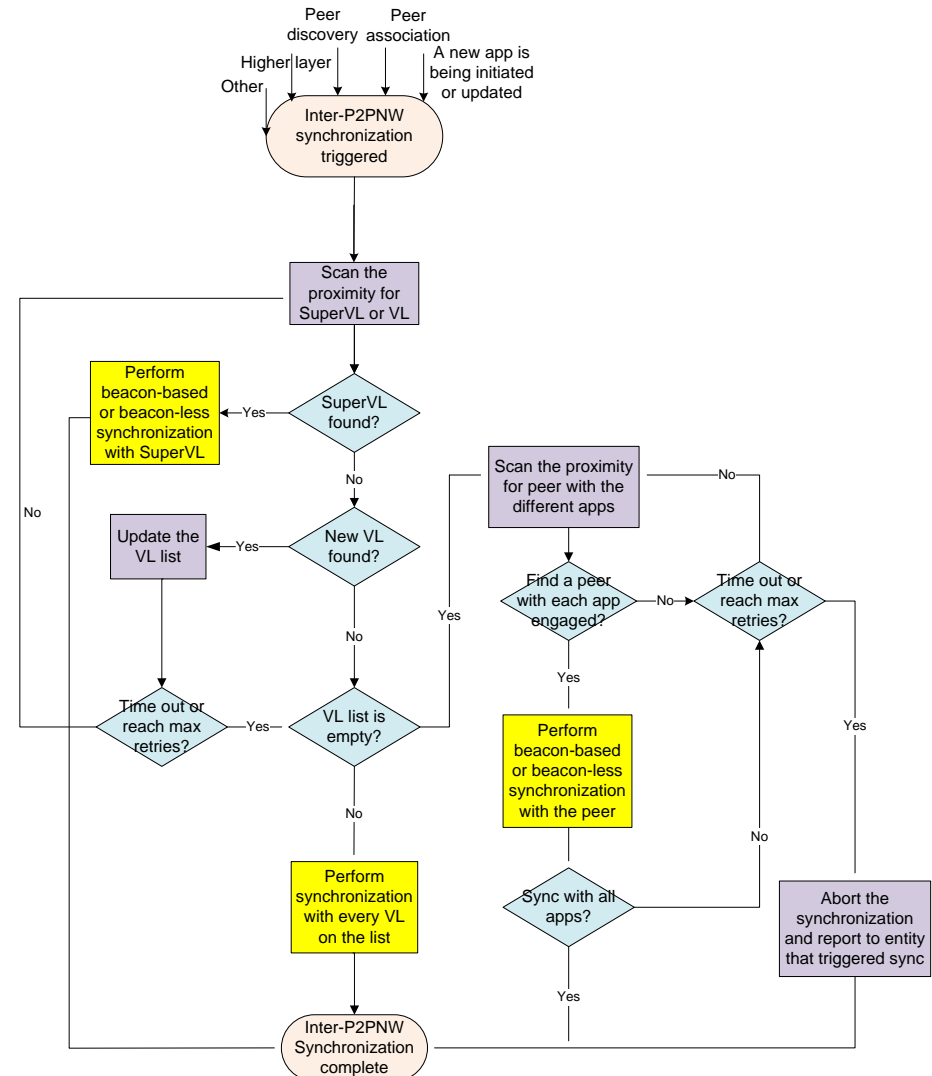 Peer
discovery
Peer
association
Higher layer
A new app is
being initiated
or updated
Other
Inter-P2PNW
synchronization
triggered
Scan the
proximity for
SuperVL or VL
Perform
beacon-based
or beacon-less
synchronization
with SuperVL
Yes
SuperVL
found?
No
Scan the proximity
for peer with the
different apps
No
No
Update the
VL list
Yes
New VL
found?
Find a peer
with each app
engaged?
No
Time out or
reach max
retries?
Yes
No
Yes
Time out or
reach max
retries?
Yes
VL list is
empty?
Perform
beacon-based
or beacon-less
synchronization
with the peer
Yes
No
No
Perform
synchronization
with every VL
on the list
Sync with all
apps?
Abort the
synchronization
and report to entity
that triggered sync
Yes
Inter-P2PNW
Synchronization
complete